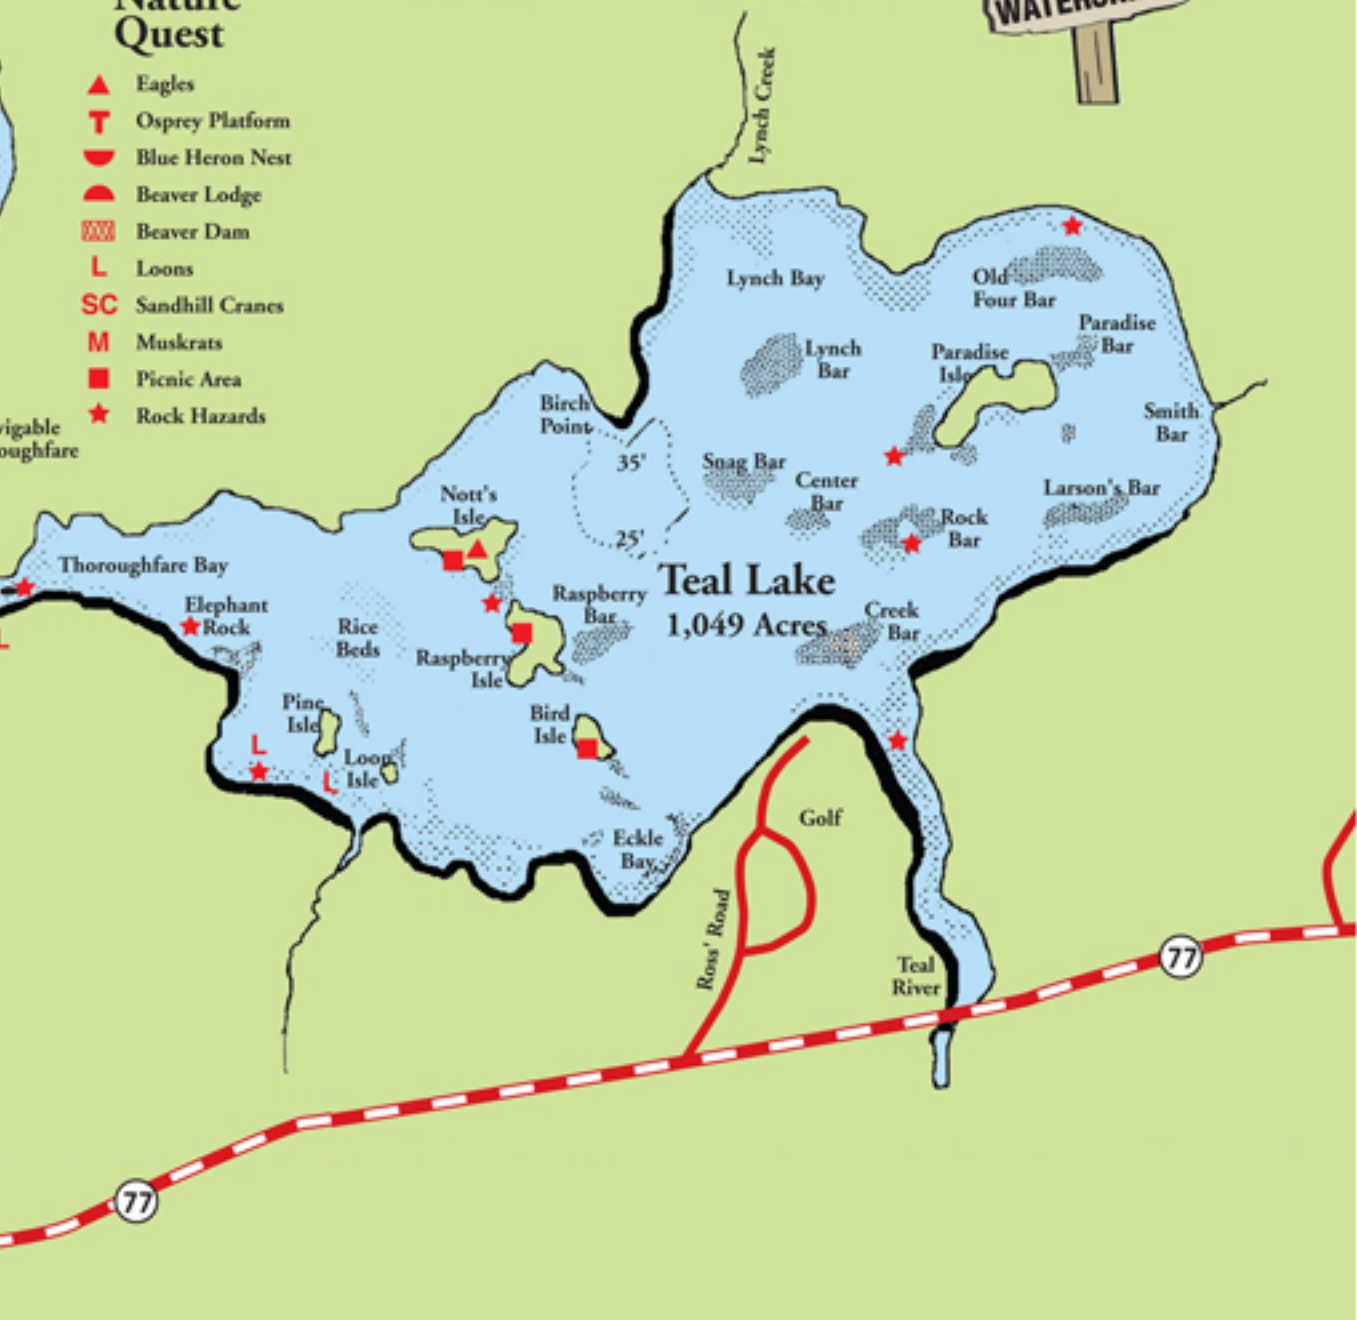 Nature
Quest
Eagles
Osprey Platform
Blue Heron Nest
Beaver Lodge
Beaver Dam
L Loons
SC Sandhill Cranes
M Muskrats
Picnic Area
Rock Hazards
Lynch Creek
Lynch Bay
Old
Four Bar
Paradise
Bar
Paradise
Isle
Lynch
Bar
Smith
Bar
Birch
Point
35'
Snag Bar
Center
Bar
Larson's Bar
Nott's
Isle
Rock
Bar
25'
Thoroughfare Bay
Teal Lake
1,049 Acres
Elephant
Rock
Rice
Beds
Raspberry
Bar
Creek
Bar
Raspberry
Isle
Pine
Isle
Bird
Isle
L
L
L
Loon
Isle
Golf
Eckle
Bay
Ross' Road
Teal
River
77
77